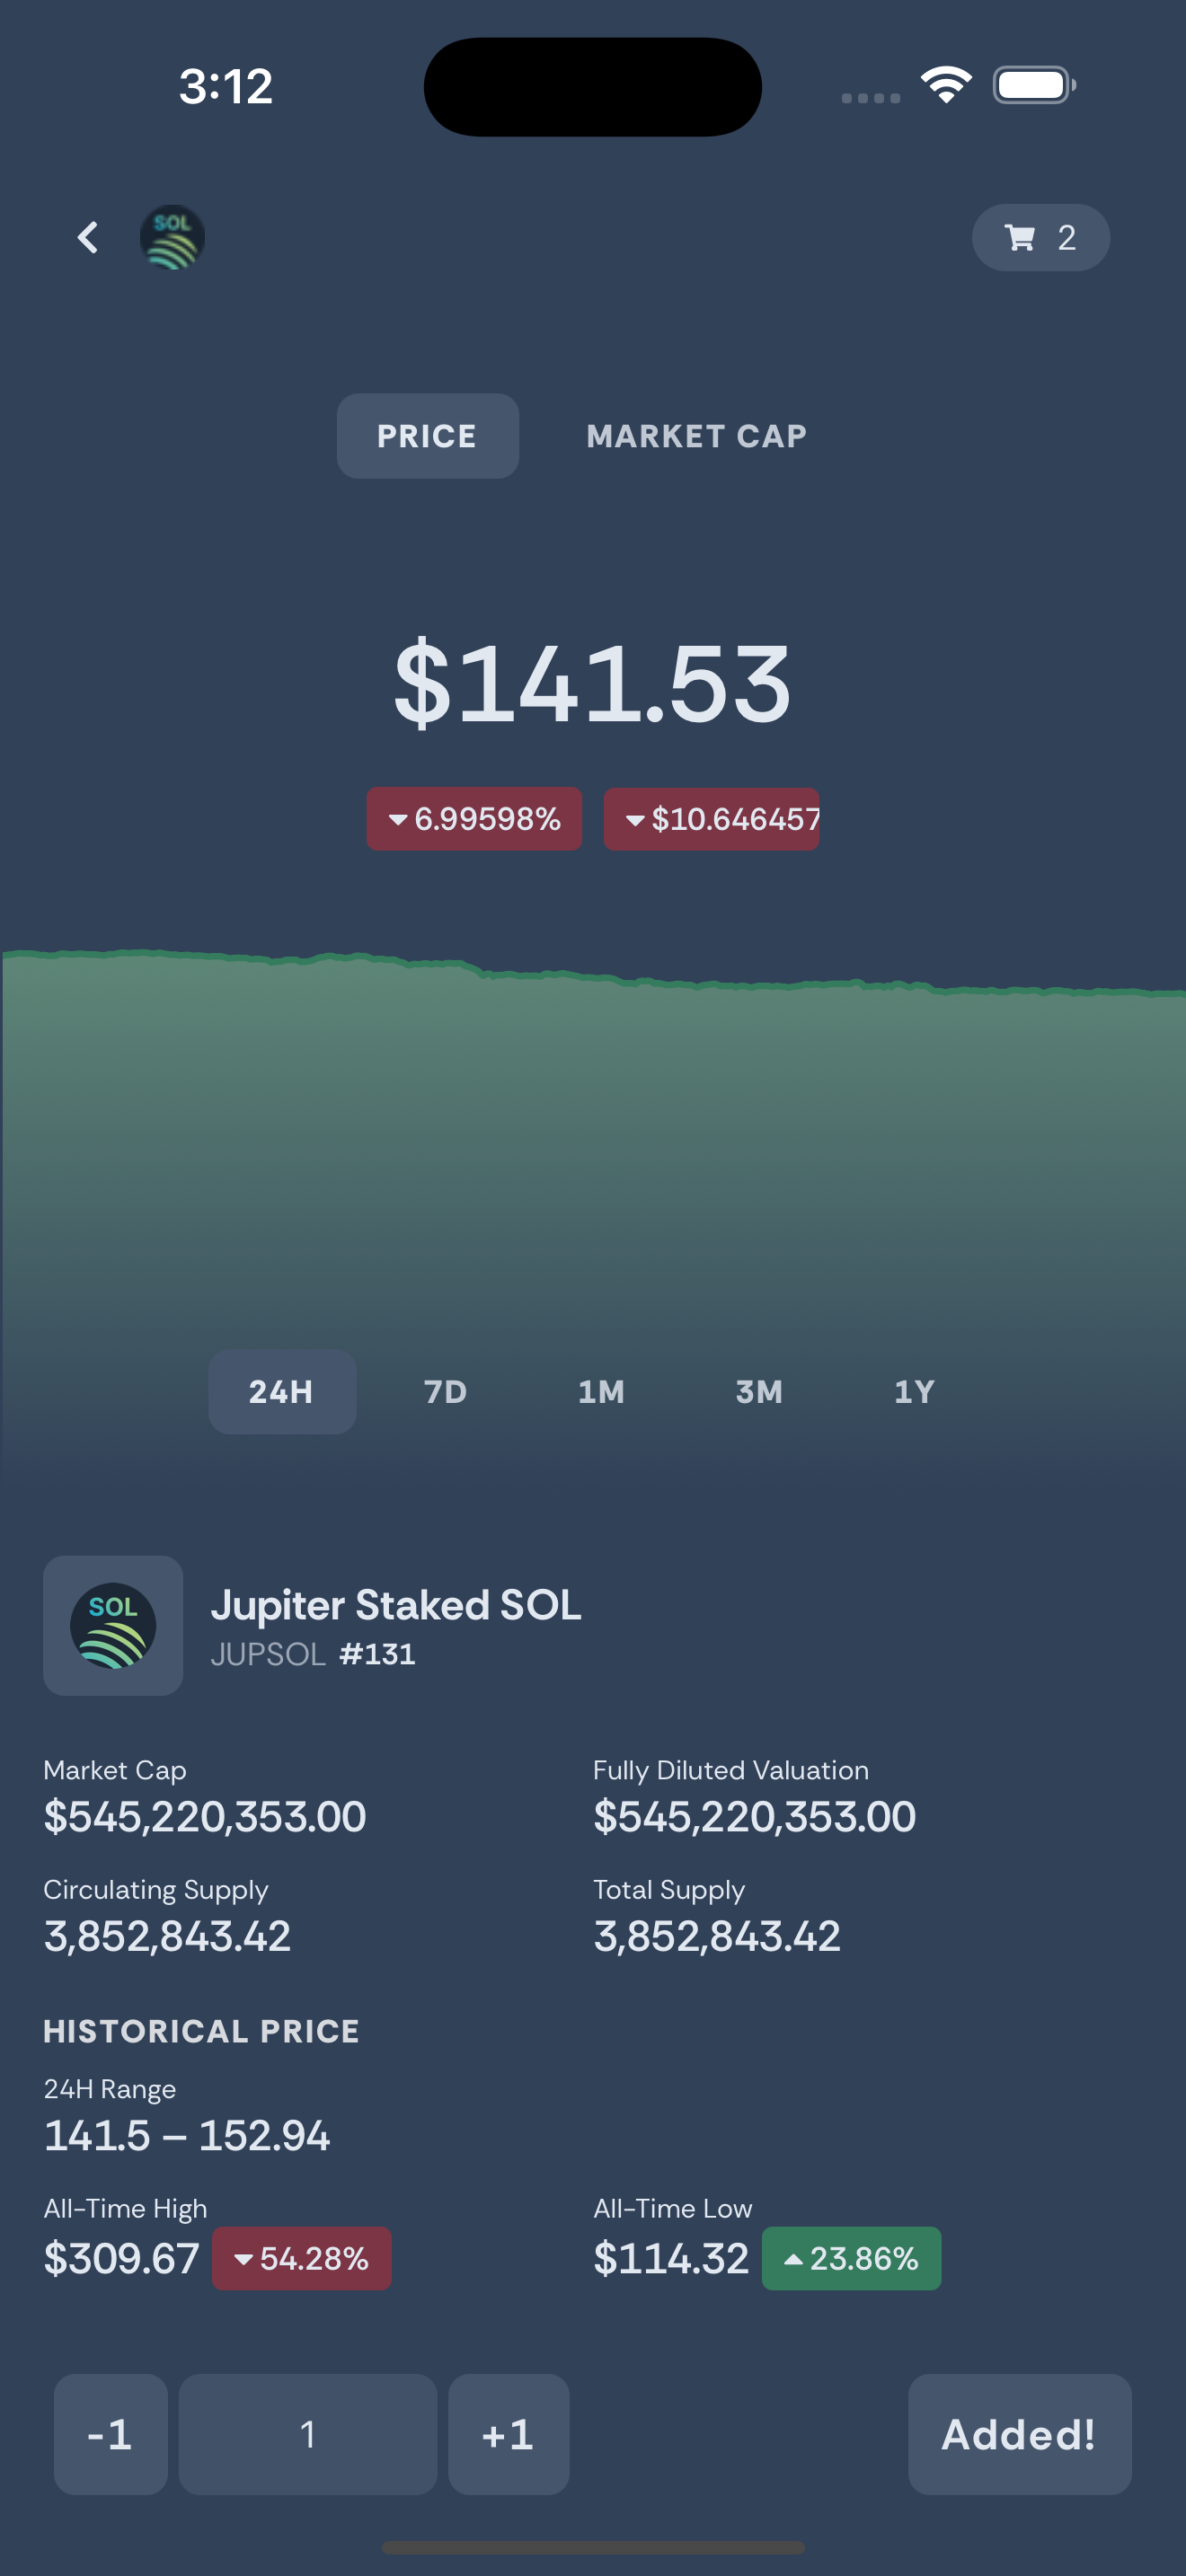 3:12
SOL
2
PRICE MARKET CAP
$141.53
6.99598% $10.646457
24H 7D 1M 3M 1Y
SOL
Jupiter Staked SOL
JUPSOL #131
Market Cap Fully Diluted Valuation
$545,220,353.00 $545,220,353.00
Circulating Supply Total Supply
3,852,843.42 3,852,843.42
HISTORICAL PRICE
24H Range
141.5 – 152.94
All-Time High All-Time Low
$309.67 54.28% $114.32 23.86%
-1 1 +1 Added!